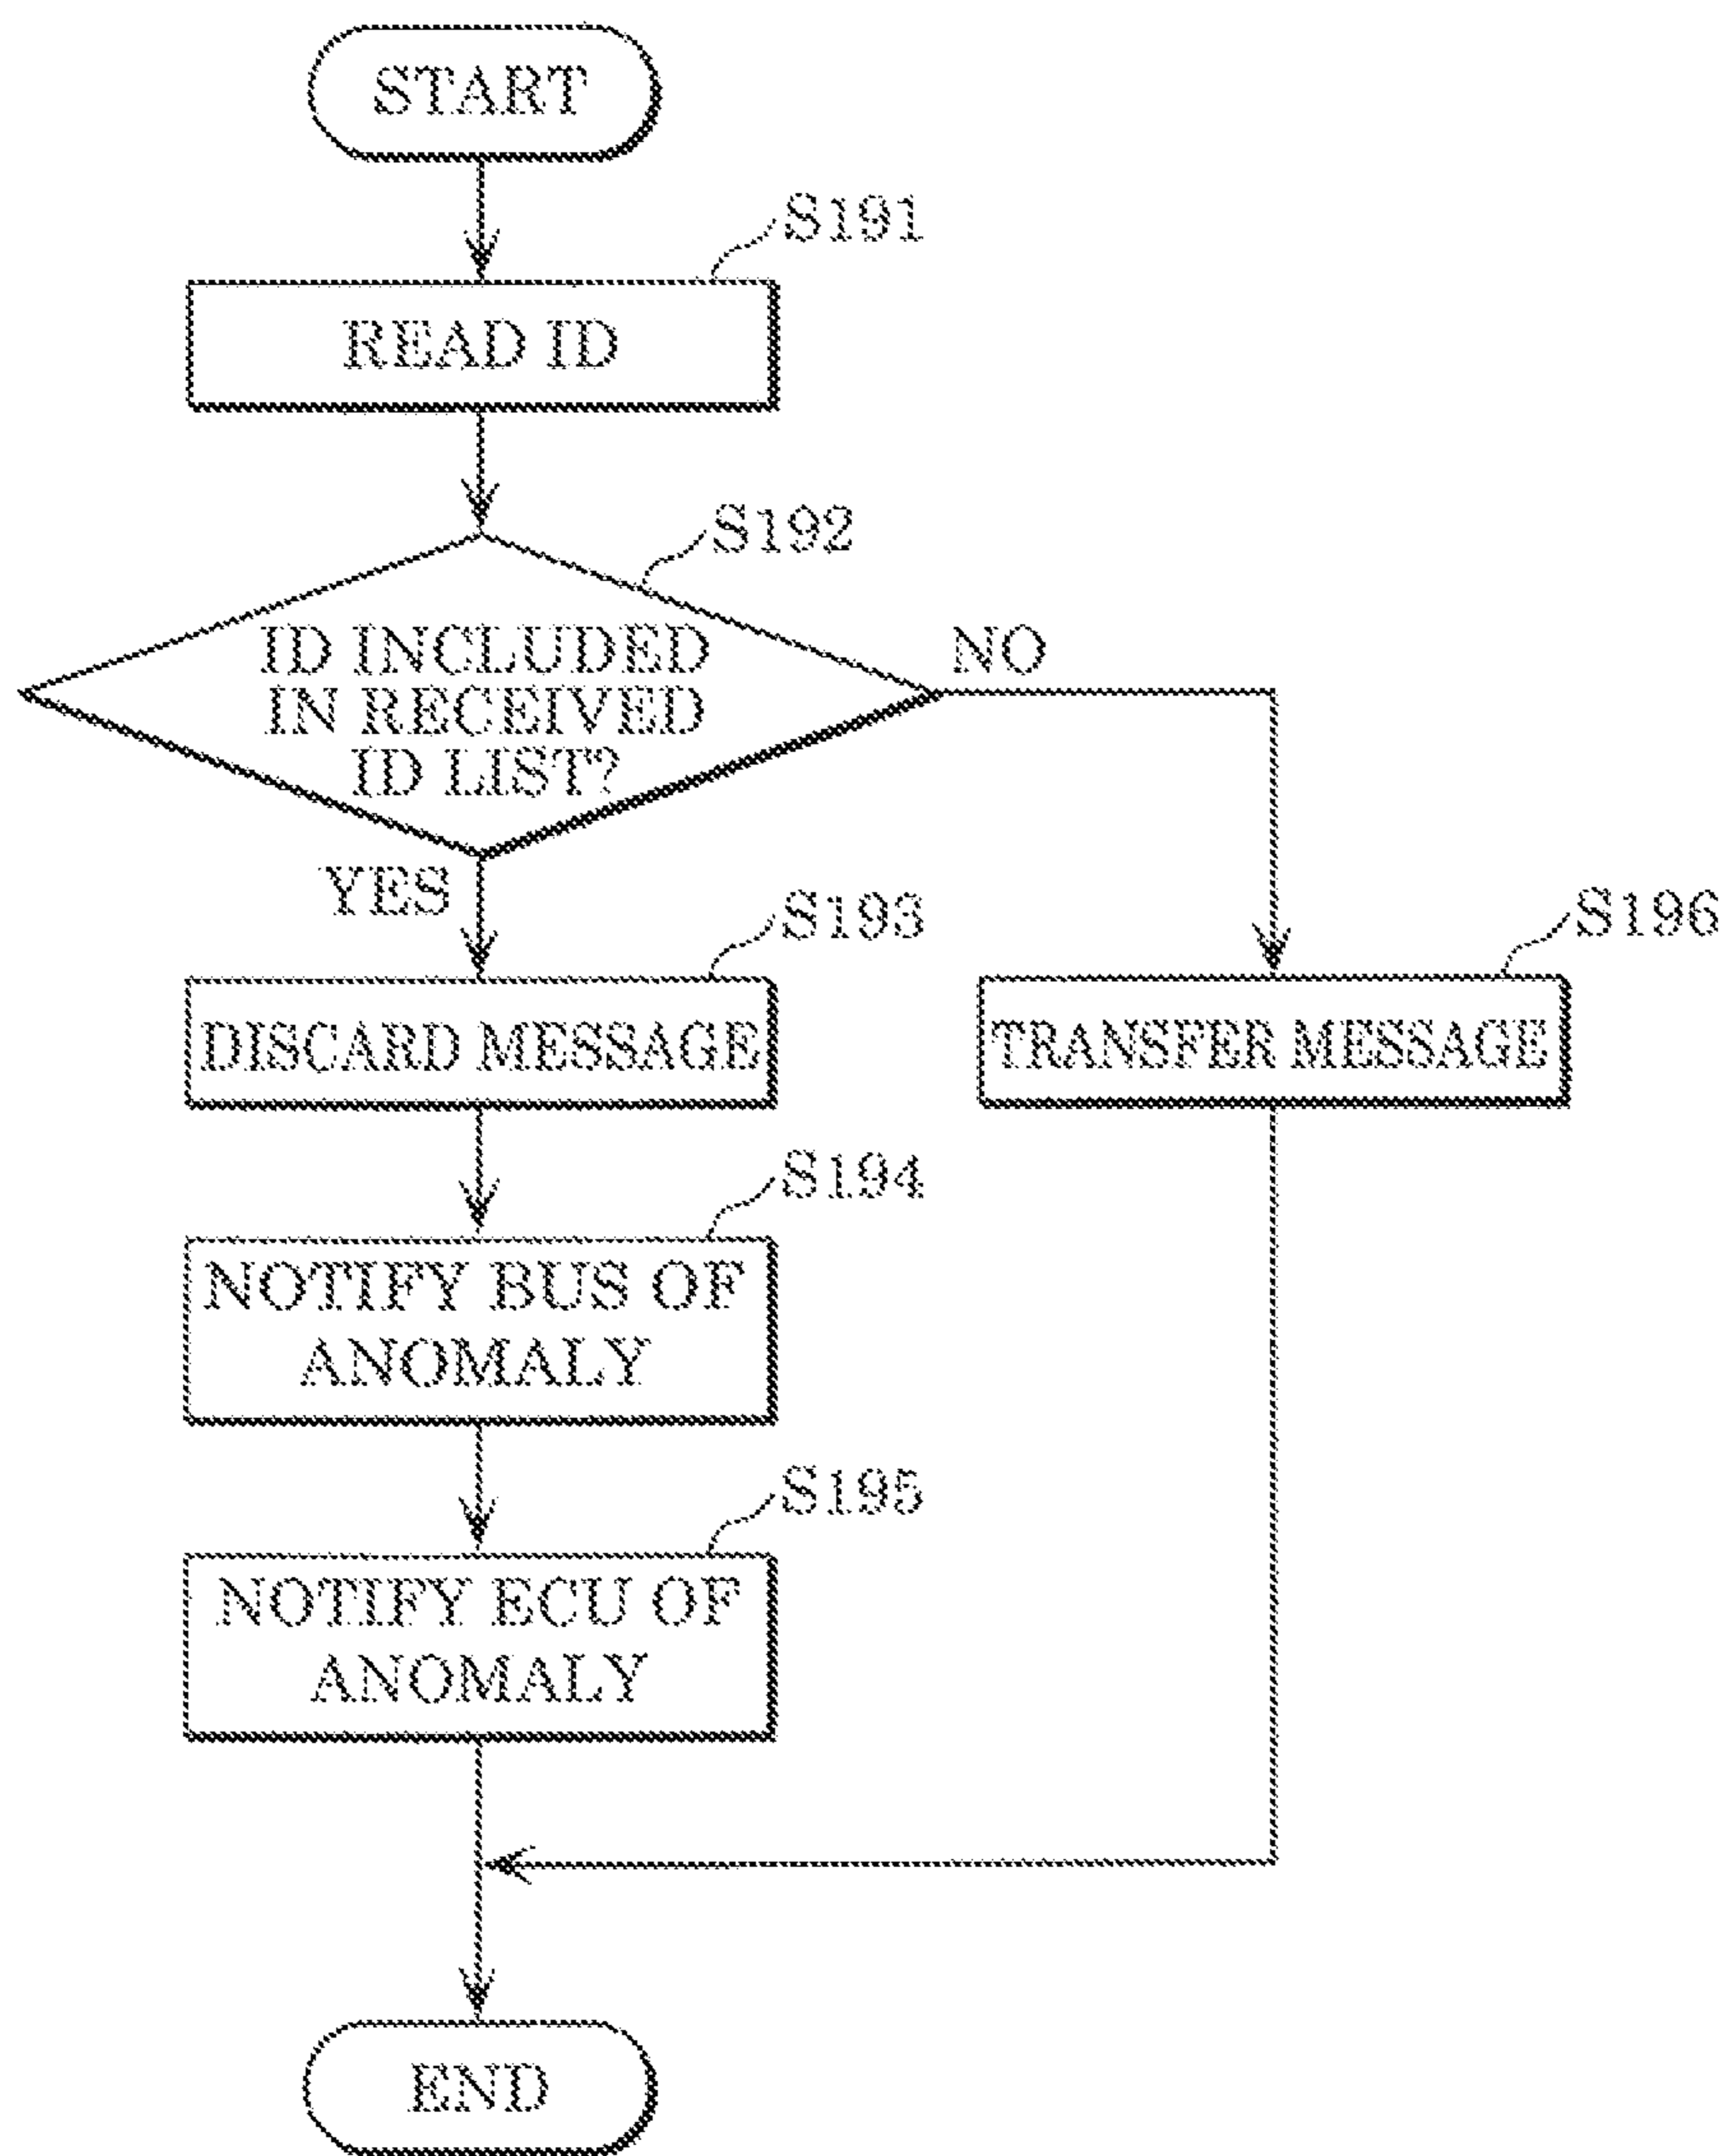 START
S191
READ ID
S192
ID INCLUDED
IN RECEIVED
ID LIST?
NO
YES
S193
DISCARD MESSAGE
S196
TRANSFER MESSAGE
S194
NOTIFY BUS OF
ANOMALY
S195
NOTIFY ECU OF
ANOMALY
END